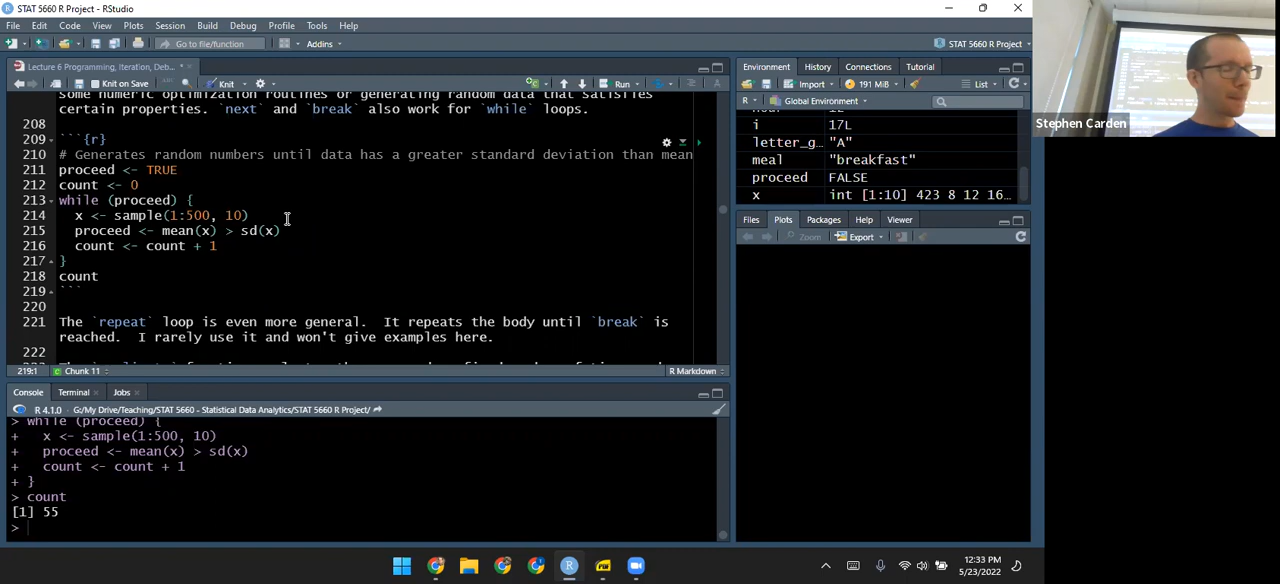 STAT 5660 R Project - RStudio
File Edit Code View Plots Session Build Debug Profile Tools Help
Go to file/function Addins STAT 5660 R Project
Lecture 6 Programming, Iteration, Deb...
Knit on Save Knit Run
some numeric optimization routines or generating random data that satisfies
certain properties. `next` and `break` also work for `while` loops.
208
209 ```{r}
210 # Generates random numbers until data has a greater standard deviation than mean
211 proceed <- TRUE
212 count <- 0
213 while (proceed) {
214 x <- sample(1:500, 10)
215 proceed <- mean(x) > sd(x)
216 count <- count + 1
217 }
218 count
219 ```
220
221 The `repeat` loop is even more general. It repeats the body until `break` is
reached. I rarely use it and won't give examples here.
222
219:1 Chunk 11 R Markdown
Console Terminal Jobs
R 4.1.0 · G:/My Drive/Teaching/STAT 5660 - Statistical Data Analytics/STAT 5660 R Project/
> while (proceed) {
+ x <- sample(1:500, 10)
+ proceed <- mean(x) > sd(x)
+ count <- count + 1
+ }
> count
[1] 55
>
Environment History Connections Tutorial
Import 191 MiB List
R Global Environment
i 17L
letter_g... "A"
meal "breakfast"
proceed FALSE
x int [1:10] 423 8 12 16...
Files Plots Packages Help Viewer
Zoom Export
Stephen Carden
12:33 PM
5/23/2022